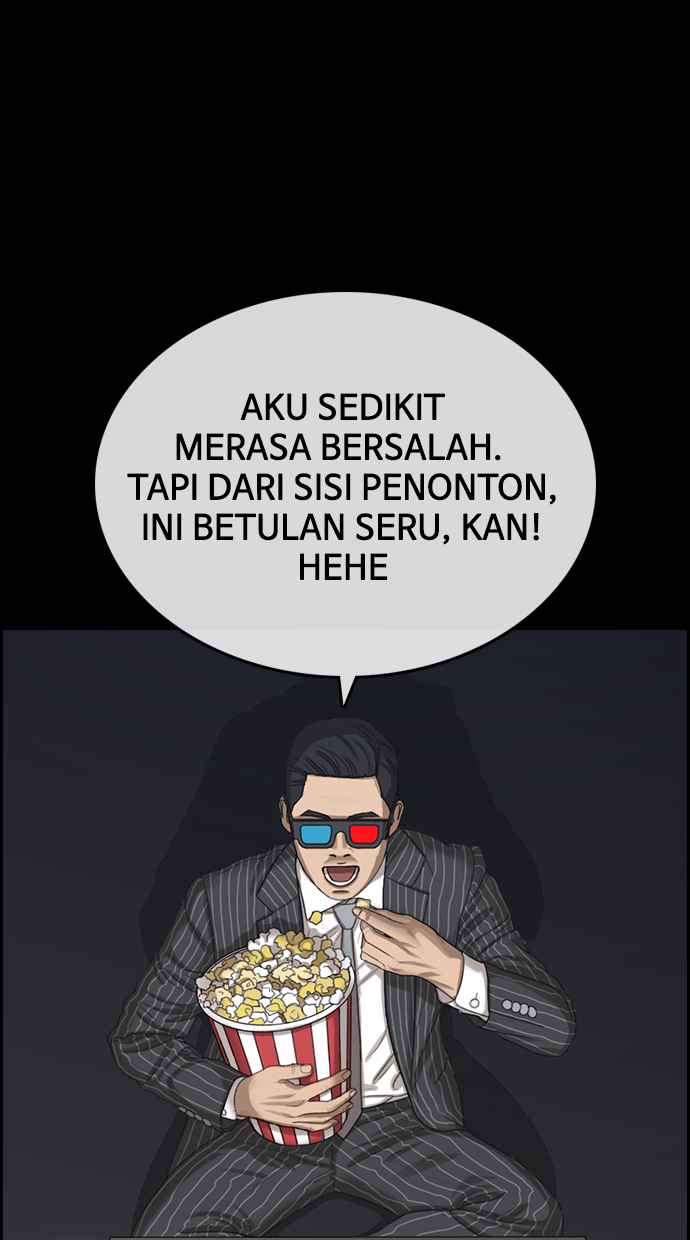 AKU SEDIKIT
MERASA BERSALAH.
TAPI DARI SISI PENONTON,
INI BETULAN SERU, KAN!
HEHE